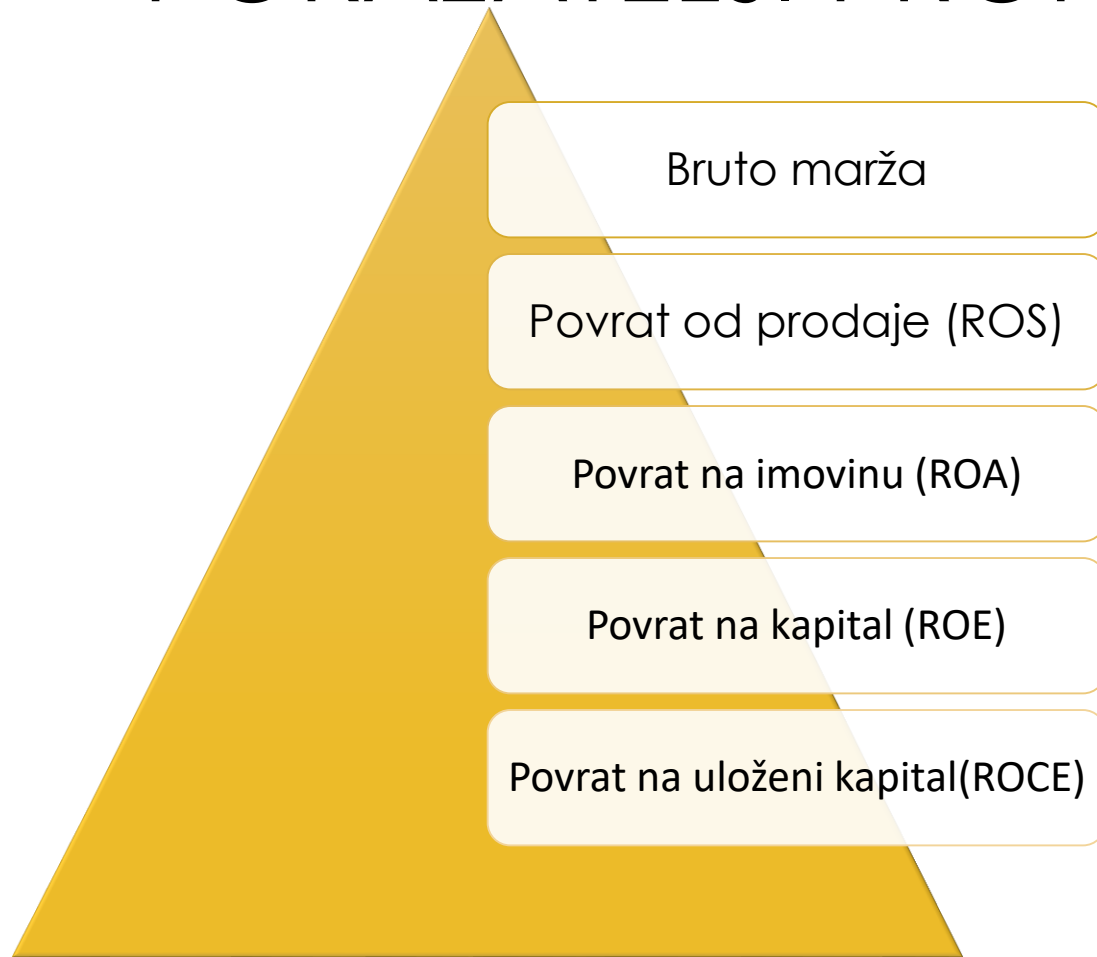 Bruto marža
Povrat od prodaje (ROS)
Povrat na imovinu (ROA)
Povrat na kapital (ROE)
Povrat na uloženi kapital(ROCE)